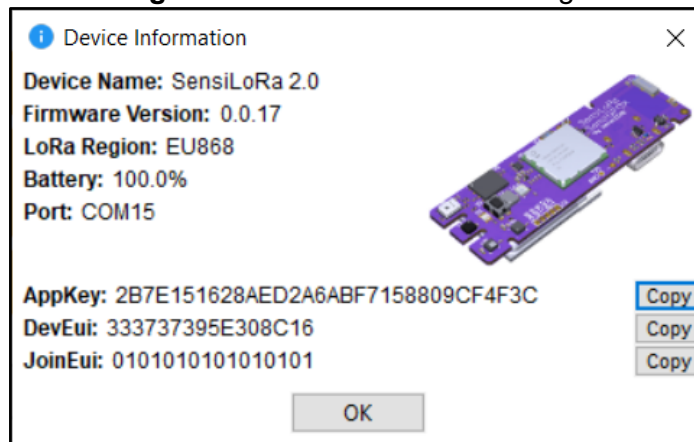 Device Information
Device Name: SensiLoRa 2.0
Firmware Version: 0.0.17
LoRa Region: EU868
Battery: 100.0%
Port: COM15
AppKey: 2B7E151628AED2A6ABF7158809CF4F3C Copy
DevEui: 333737395E308C16 Copy
JoinEui: 0101010101010101 Copy
OK